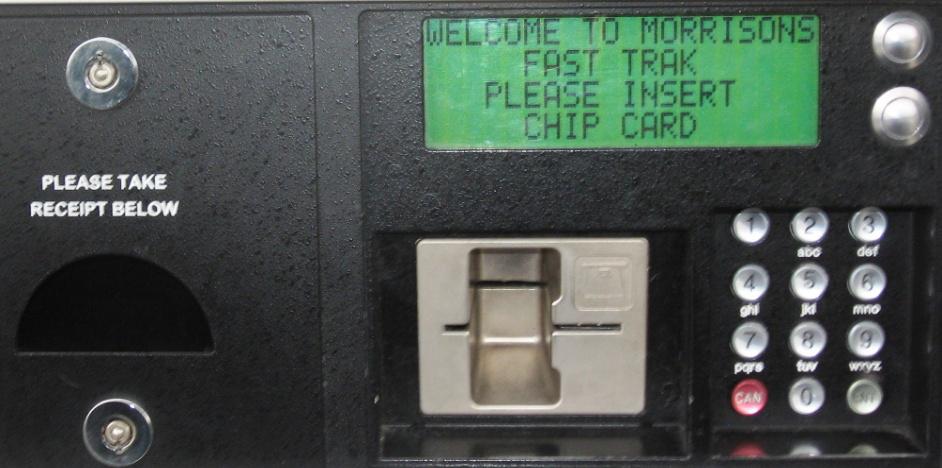 WELCOME TO MORRISONS
FAST TRAK
PLEASE INSERT
CHIP CARD
PLEASE TAKE
RECEIPT BELOW
1 2 3
abc def
4 5 6
ghi jkl mno
7 8 9
pqrs tuv wxyz
CAN 0 ENT